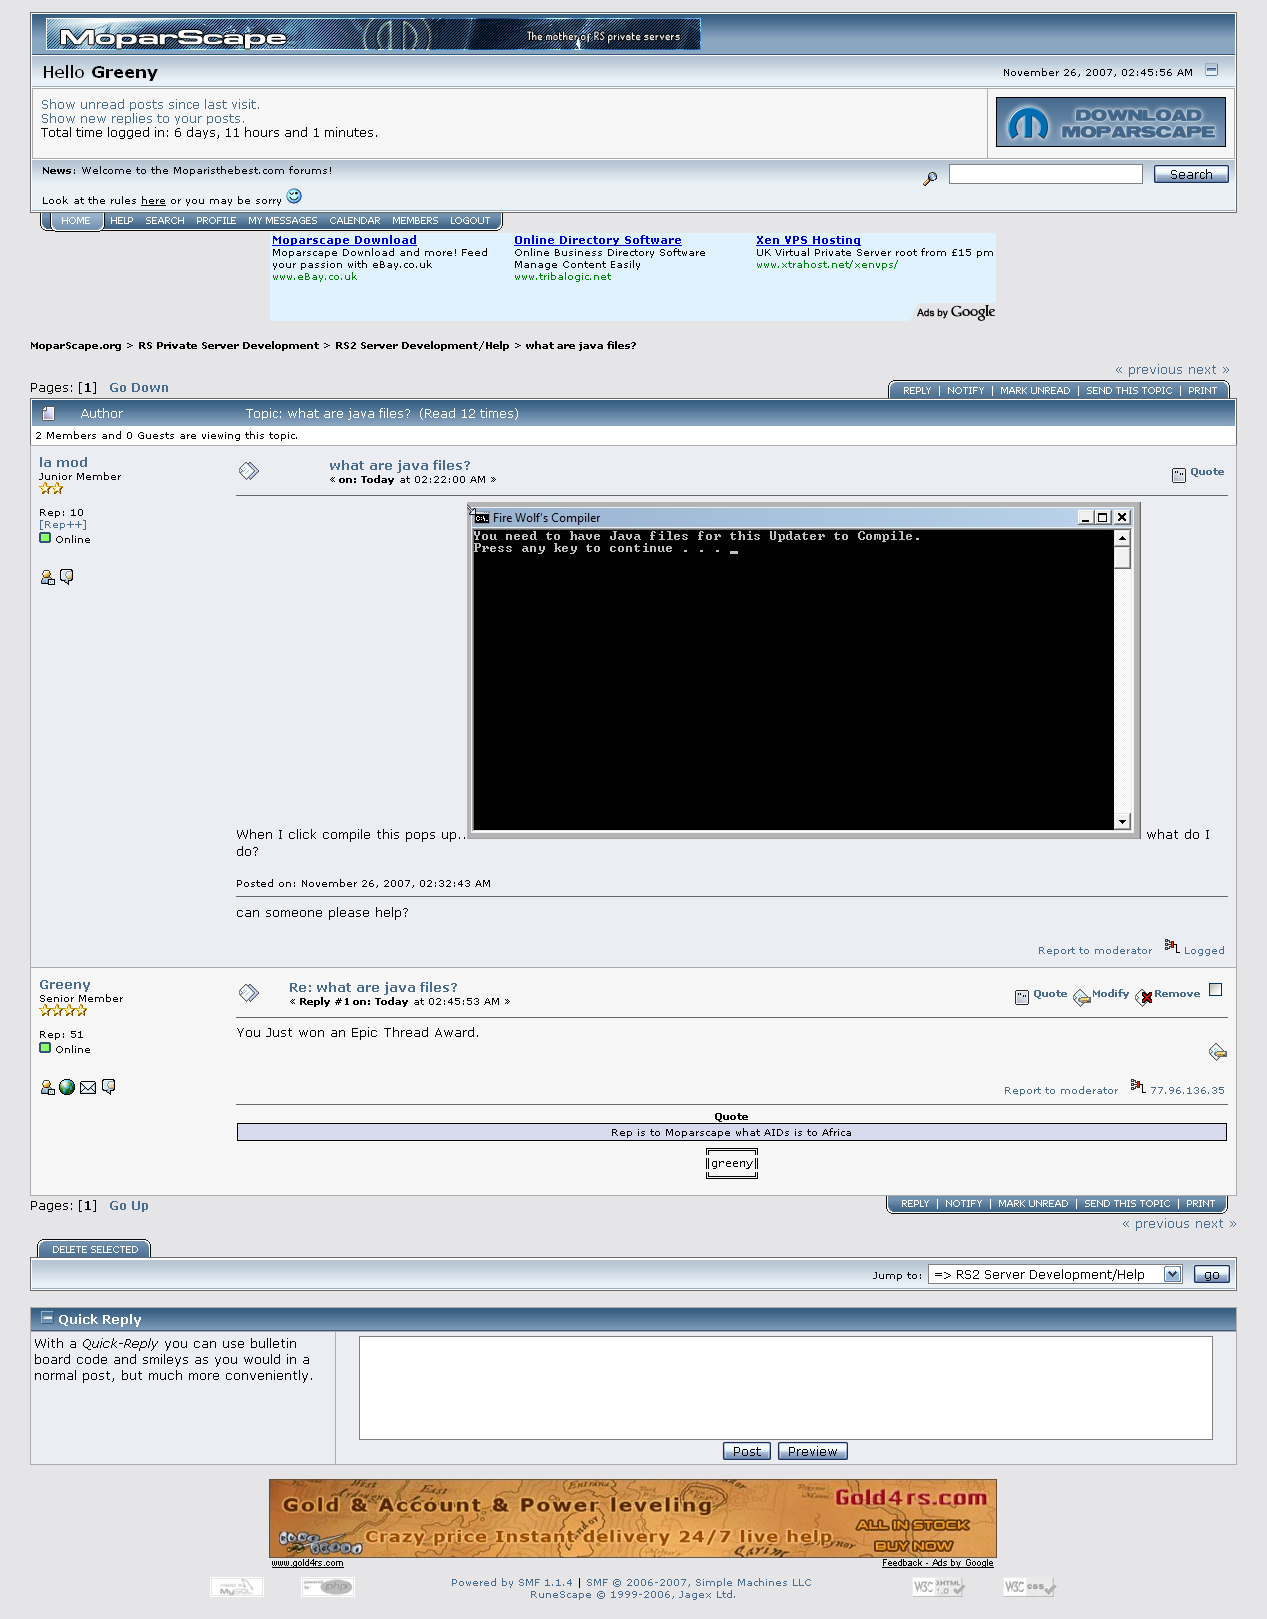 MoparScape
The mother of RS private servers
Hello Greeny
November 26, 2007, 02:45:56 AM
Show unread posts since last visit.
Show new replies to your posts.
Total time logged in: 6 days, 11 hours and 1 minutes.
DOWNLOAD
MOPARSCAPE
News: Welcome to the Moparisthebest.com forums!
Search
Look at the rules here or you may be sorry
HOME HELP SEARCH PROFILE MY MESSAGES CALENDAR MEMBERS LOGOUT
Moparscape Download
Moparscape Download and more! Feed
your passion with eBay.co.uk
www.eBay.co.uk
Online Directory Software
Online Business Directory Software
Manage Content Easily
www.tribalogic.net
Xen VPS Hosting
UK Virtual Private Server root from £15 pm
www.xtrahost.net/xenvps/
Ads by Google
MoparScape.org > RS Private Server Development > RS2 Server Development/Help > what are java files?
« previous next »
Pages: [1] Go Down
REPLY | NOTIFY | MARK UNREAD | SEND THIS TOPIC | PRINT
Author Topic: what are java files? (Read 12 times)
2 Members and 0 Guests are viewing this topic.
la mod
Junior Member
Rep: 10
[Rep++]
Online
what are java files?
« on: Today at 02:22:00 AM »
Quote
C:\ Fire Wolf's Compiler
You need to have Java files for this Updater to Compile.
Press any key to continue . . . _
When I click compile this pops up.. what do I
do?
Posted on: November 26, 2007, 02:32:43 AM
can someone please help?
Report to moderator Logged
Greeny
Senior Member
Rep: 51
Online
Re: what are java files?
« Reply #1 on: Today at 02:45:53 AM »
Quote Modify Remove
You Just won an Epic Thread Award.
Report to moderator 77.96.136.35
Quote
Rep is to Moparscape what AIDs is to Africa
greeny
Pages: [1] Go Up
REPLY | NOTIFY | MARK UNREAD | SEND THIS TOPIC | PRINT
« previous next »
DELETE SELECTED
Jump to: => RS2 Server Development/Help go
Quick Reply
With a Quick-Reply you can use bulletin
board code and smileys as you would in a
normal post, but much more conveniently.
Post Preview
Gold & Account & Power leveling
Crazy price Instant delivery 24/7 live help
Gold4rs.com
ALL IN STOCK
BUY NOW
www.gold4rs.com
Feedback - Ads by Google
MySQL
php
Powered by SMF 1.1.4 | SMF © 2006-2007, Simple Machines LLC
RuneScape © 1999-2006, Jagex Ltd.
W3C XHTML 1.0
W3C css